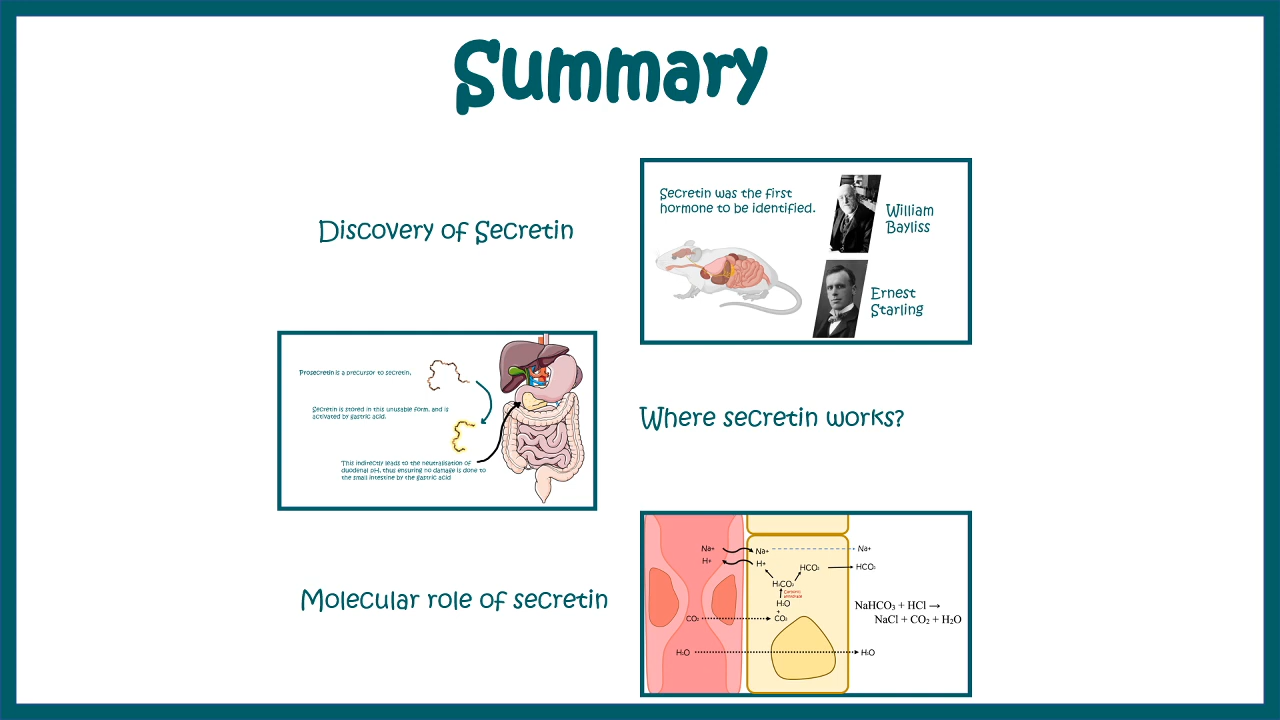 Summary
Discovery of Secretin
Secretin was the first
hormone to be identified.
William
Bayliss
Ernest
Starling
Prosecretin is a precursor to secretin.
Secretin is stored in this unusable form, and is
activated by gastric acid.
This indirectly leads to the neutralisation of
duodenal pH, thus ensuring no damage is done to
the small intestine by the gastric acid
Where secretin works?
Molecular role of secretin
Na+
Na+
Na+
H+
H+
HCO₃
HCO₃
H₂CO₃
Carbonic
anhydrase
H₂O
+
CO₂
CO₂
NaHCO₃ + HCl →
NaCl + CO₂ + H₂O
H₂O
H₂O